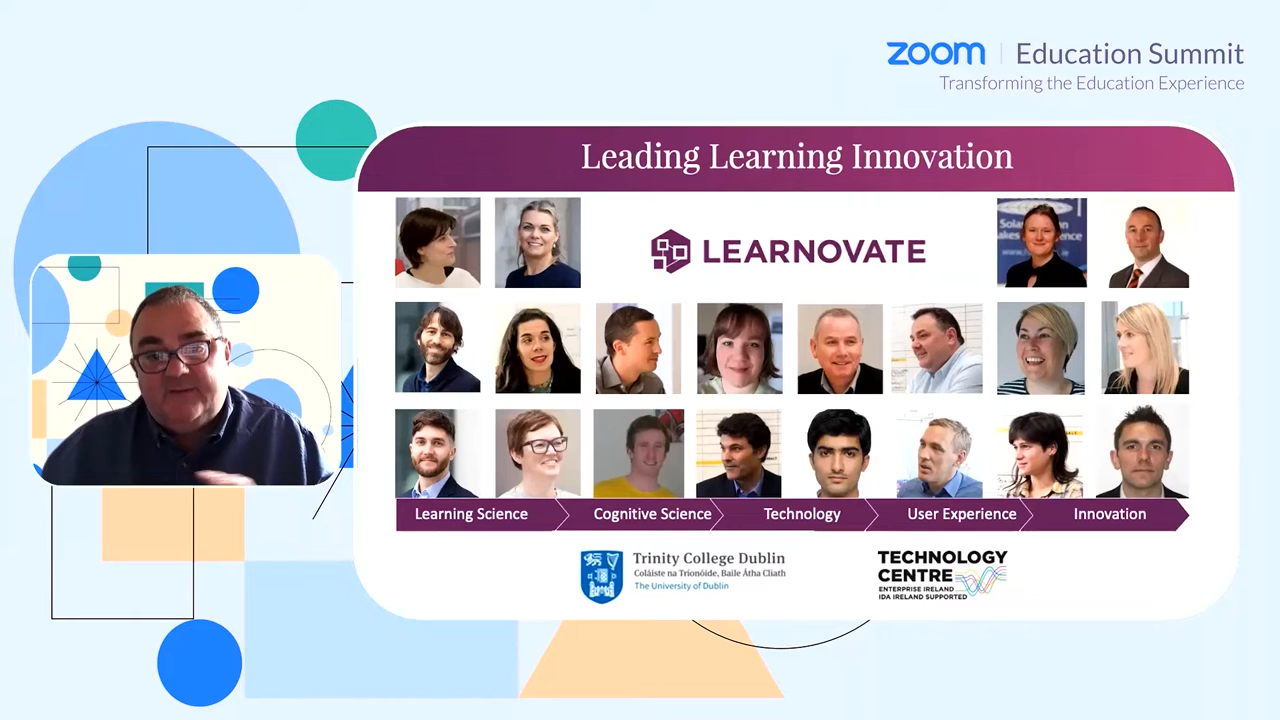 zoom | Education Summit
Transforming the Education Experience
Leading Learning Innovation
LEARNOVATE
Learning Science
Cognitive Science
Technology
User Experience
Innovation
Trinity College Dublin
Coláiste na Tríonóide, Baile Átha Cliath
The University of Dublin
TECHNOLOGY
CENTRE
ENTERPRISE IRELAND
IDA IRELAND SUPPORTED